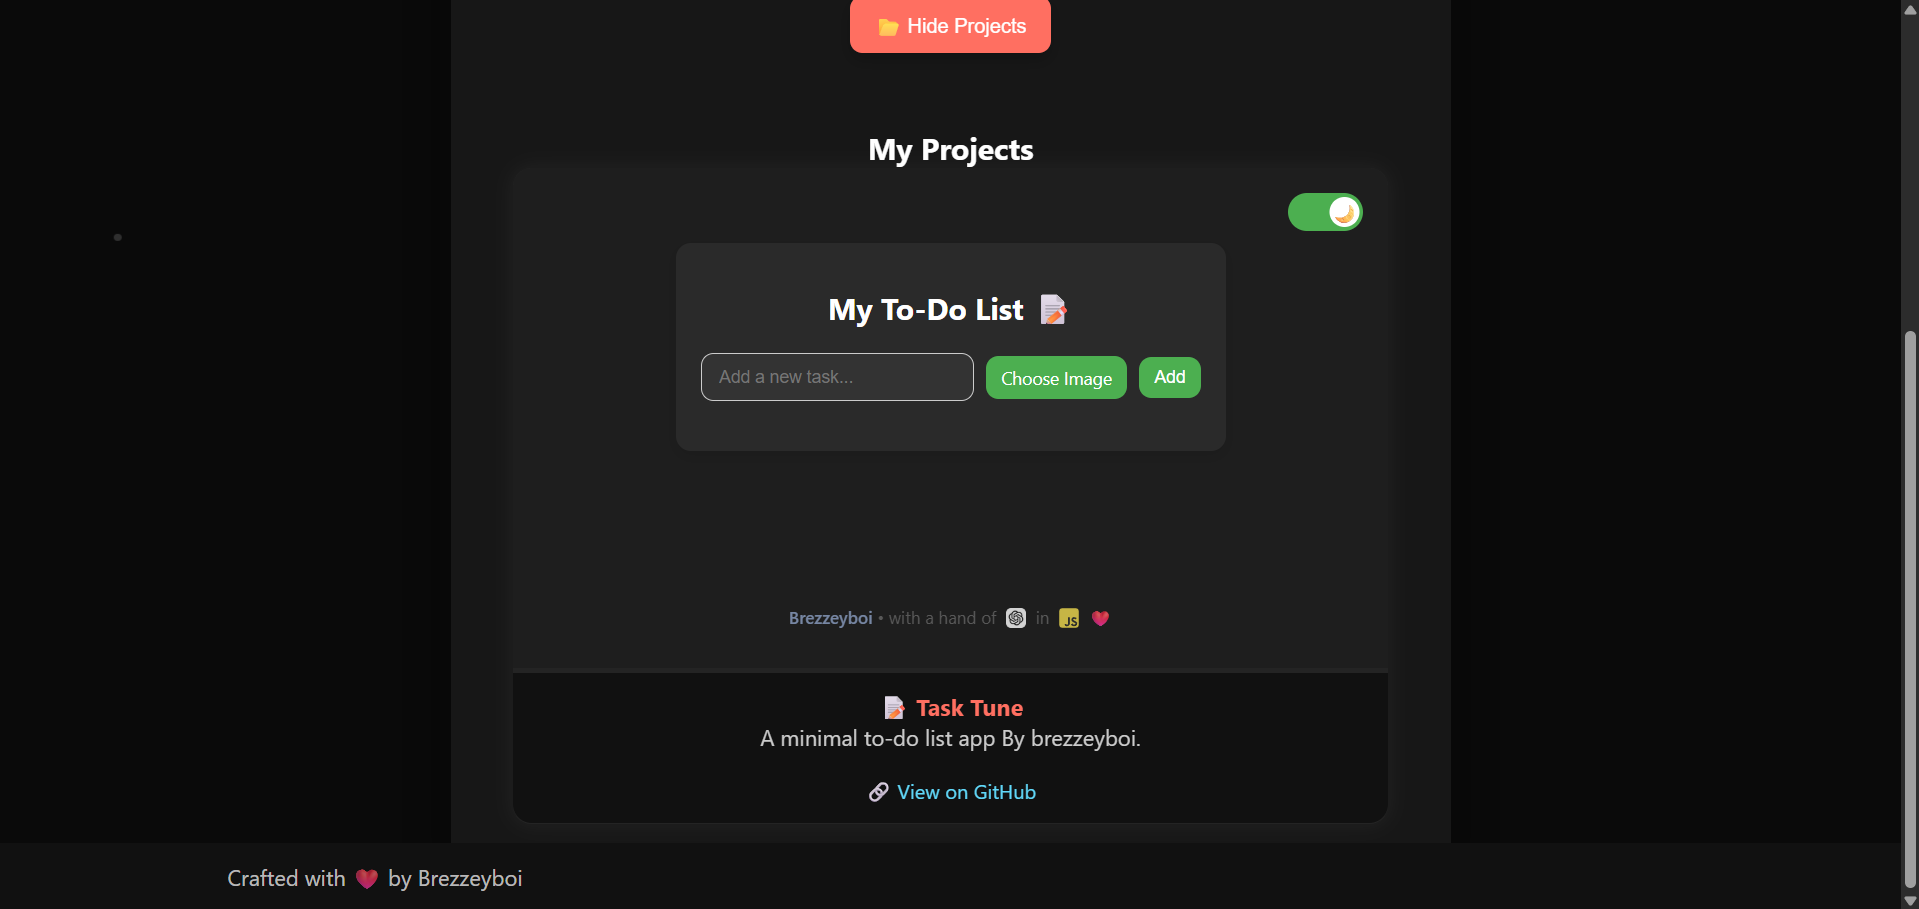 Hide Projects
My Projects
My To-Do List
Add a new task...
Choose Image
Add
Brezzeyboi • with a hand of in JS
Task Tune
A minimal to-do list app By brezzeyboi.
View on GitHub
Crafted with by Brezzeyboi